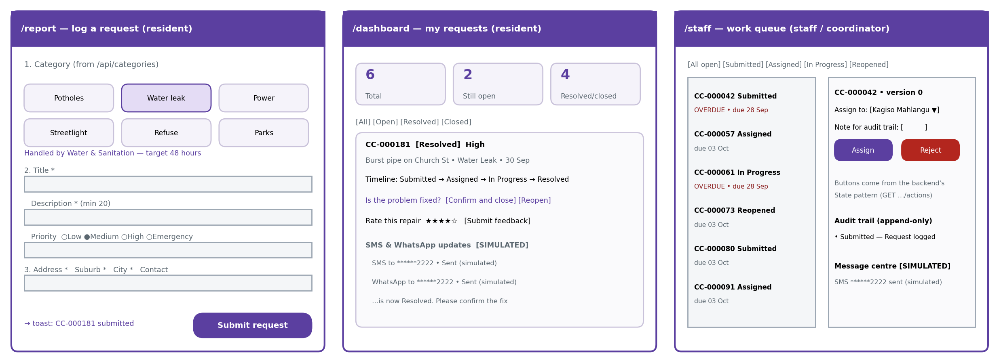 /report — log a request (resident)
1. Category (from /api/categories)
Potholes
Water leak
Power
Streetlight
Refuse
Parks
Handled by Water & Sanitation — target 48 hours
2. Title *
Description * (min 20)
Priority ○Low ●Medium ○High ○Emergency
3. Address * Suburb * City * Contact
→ toast: CC-000181 submitted
Submit request
/dashboard — my requests (resident)
6
Total
2
Still open
4
Resolved/closed
[All] [Open] [Resolved] [Closed]
CC-000181 [Resolved] High
Burst pipe on Church St • Water Leak • 30 Sep
Timeline: Submitted → Assigned → In Progress → Resolved
Is the problem fixed? [Confirm and close] [Reopen]
Rate this repair ★★★★☆ [Submit feedback]
SMS & WhatsApp updates [SIMULATED]
SMS to ******2222 • Sent (simulated)
WhatsApp to ******2222 • Sent (simulated)
…is now Resolved. Please confirm the fix
/staff — work queue (staff / coordinator)
[All open] [Submitted] [Assigned] [In Progress] [Reopened]
CC-000042 Submitted
OVERDUE • due 28 Sep
CC-000057 Assigned
due 03 Oct
CC-000061 In Progress
OVERDUE • due 28 Sep
CC-000073 Reopened
due 03 Oct
CC-000080 Submitted
due 03 Oct
CC-000091 Assigned
due 03 Oct
CC-000042 • version 0
Assign to: [Kagiso Mahlangu ▼]
Note for audit trail: [ ]
Assign
Reject
Buttons come from the backend's
State pattern (GET …/actions)
Audit trail (append-only)
• Submitted — Request logged
Message centre [SIMULATED]
SMS ******2222 sent (simulated)